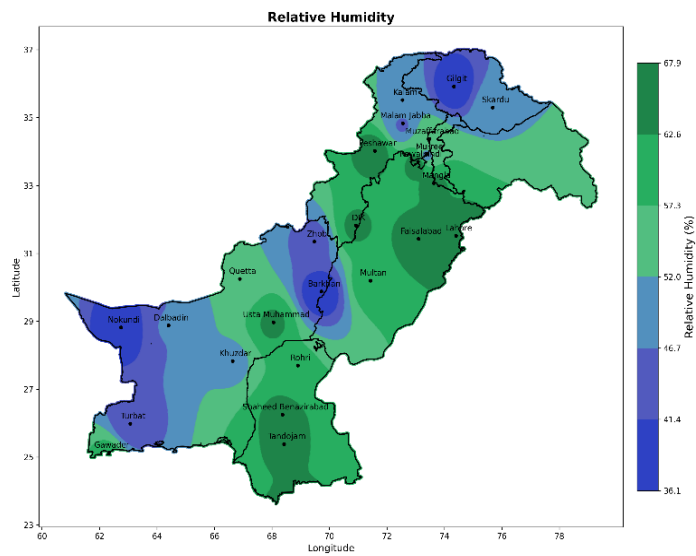 Relative Humidity
37
35
33
31
29
27
25
23
60
62
64
66
68
70
72
74
76
78
Latitude
Longitude
Gilgit
Kalam
Skardu
Malam Jabba
Muzaffarabad
Murree
Peshawar
Rawalpindi
Mangla
DIK
Faisalabad
Lahore
Zhob
Quetta
Multan
Barkhan
Usta Muhammad
Nokundi
Dalbadin
Khuzdar
Rohri
Shaheed Benazirabad
Turbat
Tandojam
Gawader
67.9
62.6
57.3
52.0
46.7
41.4
36.1
Relative Humidity (%)